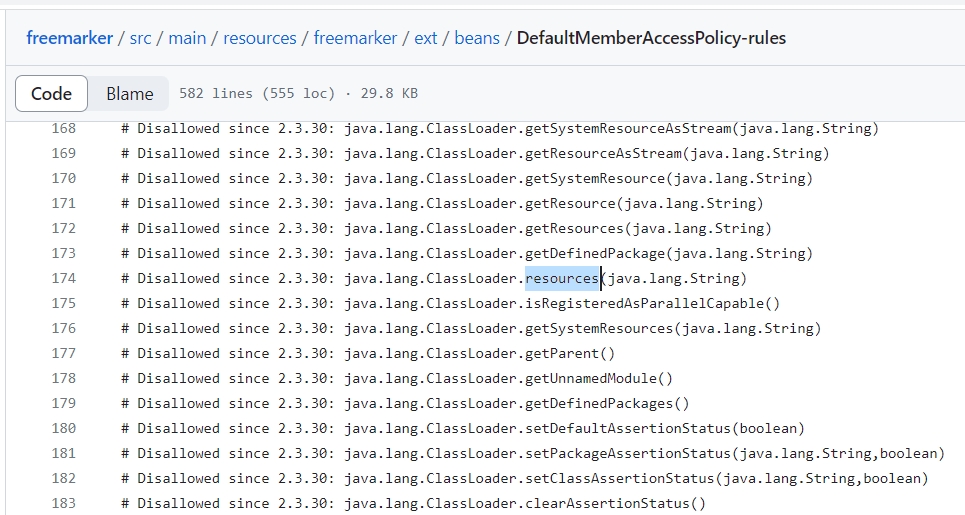 freemarker / src / main / resources / freemarker / ext / beans / DefaultMemberAccessPolicy-rules
Code Blame 582 lines (555 loc) · 29.8 KB
168 # Disallowed since 2.3.30: java.lang.ClassLoader.getSystemResourceAsStream(java.lang.String)
169 # Disallowed since 2.3.30: java.lang.ClassLoader.getResourceAsStream(java.lang.String)
170 # Disallowed since 2.3.30: java.lang.ClassLoader.getSystemResource(java.lang.String)
171 # Disallowed since 2.3.30: java.lang.ClassLoader.getResource(java.lang.String)
172 # Disallowed since 2.3.30: java.lang.ClassLoader.getResources(java.lang.String)
173 # Disallowed since 2.3.30: java.lang.ClassLoader.getDefinedPackage(java.lang.String)
174 # Disallowed since 2.3.30: java.lang.ClassLoader.resources(java.lang.String)
175 # Disallowed since 2.3.30: java.lang.ClassLoader.isRegisteredAsParallelCapable()
176 # Disallowed since 2.3.30: java.lang.ClassLoader.getSystemResources(java.lang.String)
177 # Disallowed since 2.3.30: java.lang.ClassLoader.getParent()
178 # Disallowed since 2.3.30: java.lang.ClassLoader.getUnnamedModule()
179 # Disallowed since 2.3.30: java.lang.ClassLoader.getDefinedPackages()
180 # Disallowed since 2.3.30: java.lang.ClassLoader.setDefaultAssertionStatus(boolean)
181 # Disallowed since 2.3.30: java.lang.ClassLoader.setPackageAssertionStatus(java.lang.String,boolean)
182 # Disallowed since 2.3.30: java.lang.ClassLoader.setClassAssertionStatus(java.lang.String,boolean)
183 # Disallowed since 2.3.30: java.lang.ClassLoader.clearAssertionStatus()